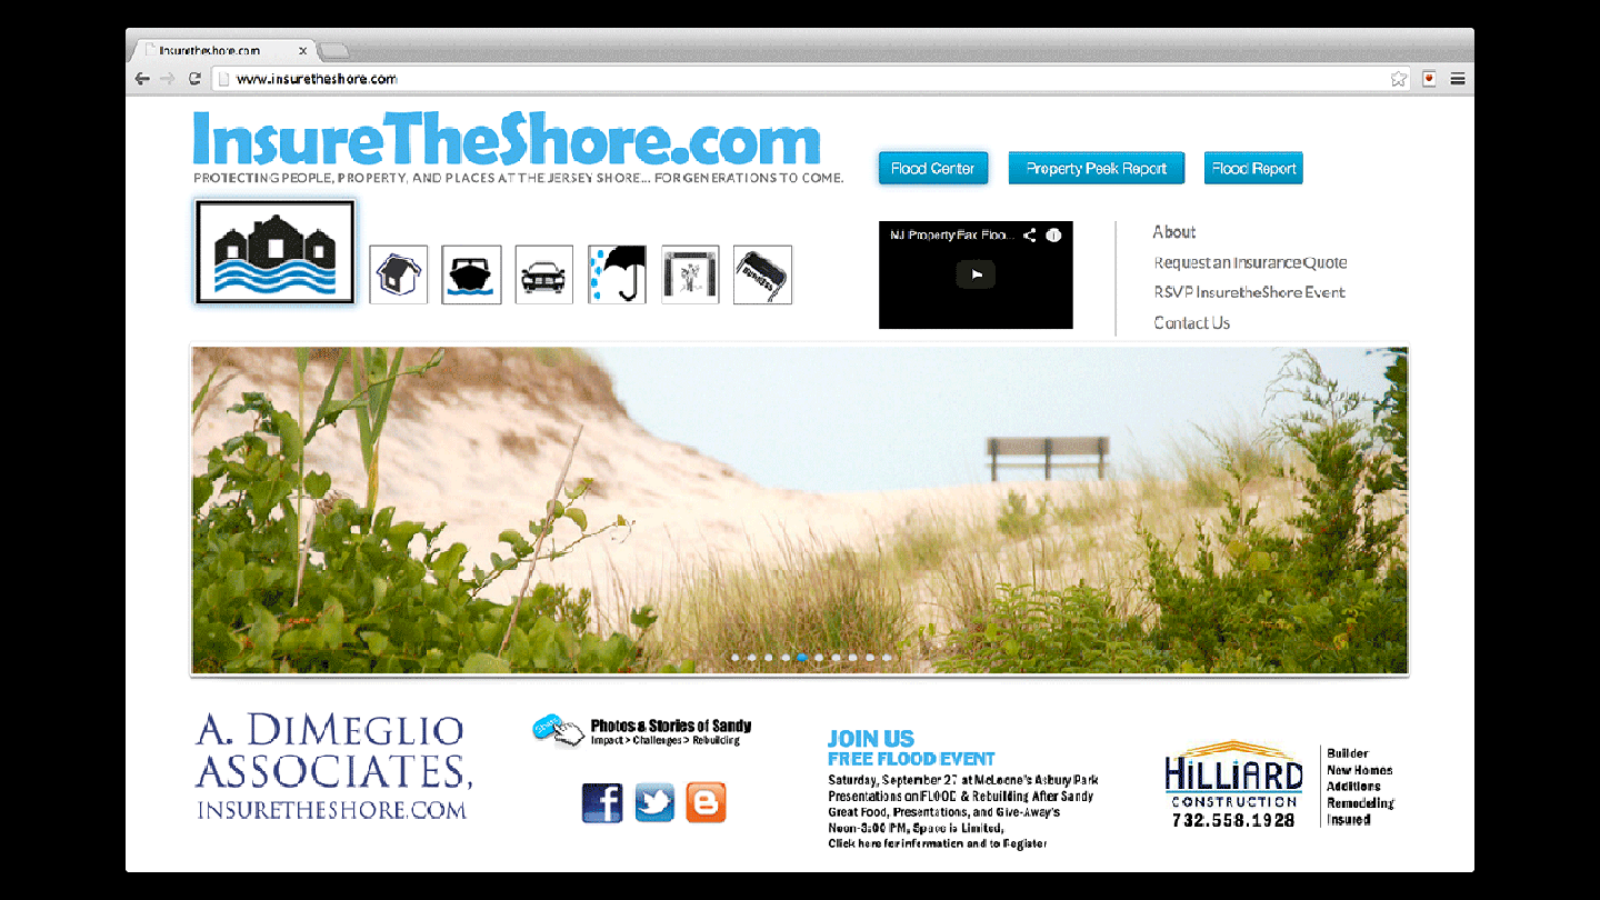 Insuretheshore.com
www.insuretheshore.com
InsureTheShore.com
PROTECTING PEOPLE, PROPERTY, AND PLACES AT THE JERSEY SHORE... FOR GENERATIONS TO COME.
Flood Center
Property Peek Report
Flood Report
BUSINESS
NJ Property Fax Floo...
About
Request an Insurance Quote
RSVP InsuretheShore Event
Contact Us
A. DIMEGLIO
ASSOCIATES,
INSURETHESHORE.COM
Share
Photos & Stories of Sandy
Impact > Challenges > Rebuilding
JOIN US
FREE FLOOD EVENT
Saturday, September 27 at McLoone's Asbury Park
Presentations on FLOOD & Rebuilding After Sandy
Great Food, Presentations, and Give-Away's
Noon-3:00 PM, Space is Limited,
Click here for information and to Register
HILLIARD
CONSTRUCTION
732.558.1928
Builder
New Homes
Additions
Remodeling
Insured